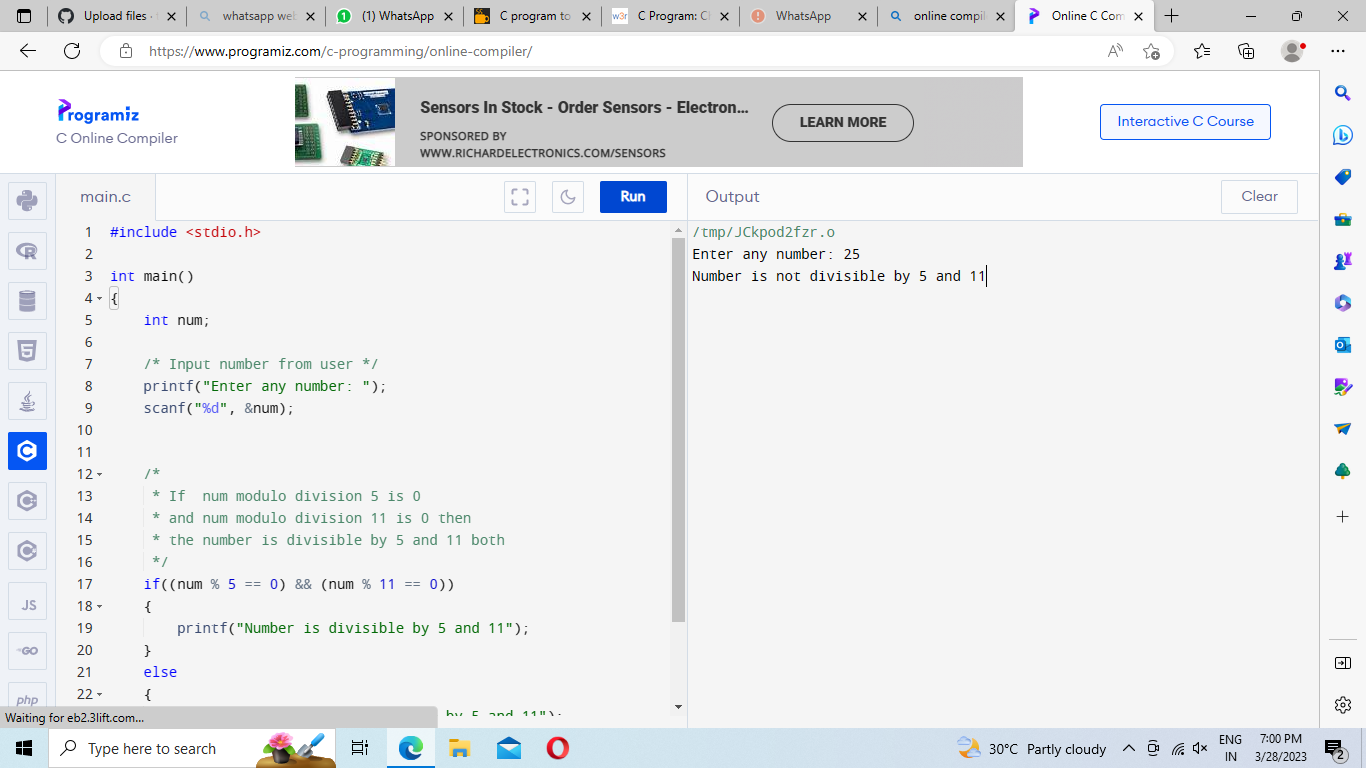 Upload files ·
whatsapp web
(1) WhatsApp
C program to
C Program: Ch
WhatsApp
online compil
Online C Com
https://www.programiz.com/c-programming/online-compiler/
Programiz
C Online Compiler
Sensors In Stock - Order Sensors - Electron...
SPONSORED BY
WWW.RICHARDELECTRONICS.COM/SENSORS
LEARN MORE
Interactive C Course
main.c
Run
Output
Clear
1 #include <stdio.h>
2
3 int main()
4 {
5 int num;
6
7 /* Input number from user */
8 printf("Enter any number: ");
9 scanf("%d", &num);
10
11
12 /*
13 * If  num modulo division 5 is 0
14 * and num modulo division 11 is 0 then
15 * the number is divisible by 5 and 11 both
16 */
17 if((num % 5 == 0) && (num % 11 == 0))
18 {
19 printf("Number is divisible by 5 and 11");
20 }
21 else
22 {
by 5 and 11");
/tmp/JCkpod2fzr.o
Enter any number: 25
Number is not divisible by 5 and 11
JS
GO
php
Waiting for eb2.3lift.com...
Type here to search
30°C Partly cloudy
ENG
IN
7:00 PM
3/28/2023
2